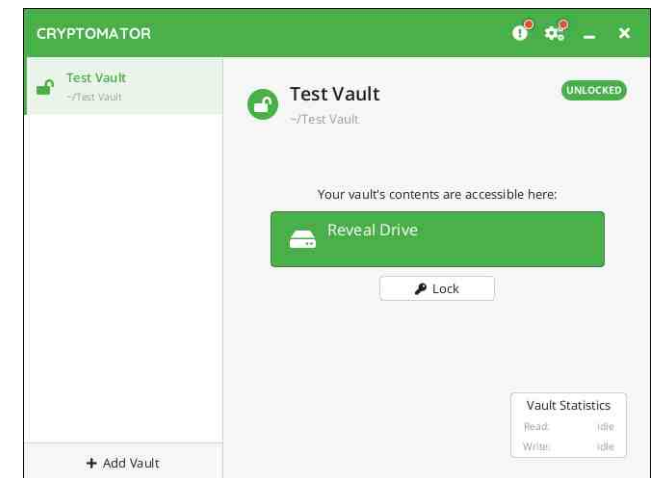 CRYPTOMATOR
Test Vault
~/Test Vault
Test Vault
~/Test Vault
UNLOCKED
Your vault's contents are accessible here:
Reveal Drive
Lock
Vault Statistics
Read: idle
Write: idle
+ Add Vault